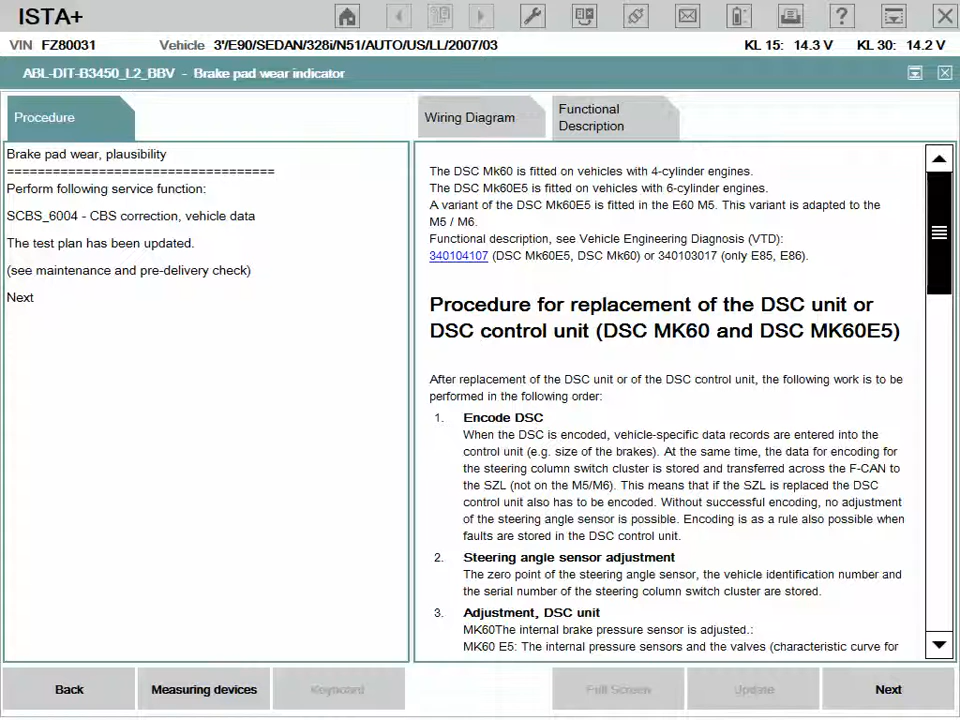 ISTA+
VIN FZ80031 Vehicle 3'/E90/SEDAN/328i/N51/AUTO/US/LL/2007/03 KL 15: 14.3 V KL 30: 14.2 V
ABL-DIT-B3450_L2_BBV - Brake pad wear indicator
Procedure
Brake pad wear, plausibility
===================================
Perform following service function:
SCBS_6004 - CBS correction, vehicle data
The test plan has been updated.
(see maintenance and pre-delivery check)
Next
Wiring Diagram
Functional
Description
The DSC Mk60 is fitted on vehicles with 4-cylinder engines.
The DSC Mk60E5 is fitted on vehicles with 6-cylinder engines.
A variant of the DSC Mk60E5 is fitted in the E60 M5. This variant is adapted to the
M5 / M6.
Functional description, see Vehicle Engineering Diagnosis (VTD):
340104107 (DSC Mk60E5, DSC Mk60) or 340103017 (only E85, E86).
Procedure for replacement of the DSC unit or
DSC control unit (DSC MK60 and DSC MK60E5)
After replacement of the DSC unit or of the DSC control unit, the following work is to be
performed in the following order:
1. Encode DSC
When the DSC is encoded, vehicle-specific data records are entered into the
control unit (e.g. size of the brakes). At the same time, the data for encoding for
the steering column switch cluster is stored and transferred across the F-CAN to
the SZL (not on the M5/M6). This means that if the SZL is replaced the DSC
control unit also has to be encoded. Without successful encoding, no adjustment
of the steering angle sensor is possible. Encoding is as a rule also possible when
faults are stored in the DSC control unit.
2. Steering angle sensor adjustment
The zero point of the steering angle sensor, the vehicle identification number and
the serial number of the steering column switch cluster are stored.
3. Adjustment, DSC unit
MK60The internal brake pressure sensor is adjusted.:
MK60 E5: The internal pressure sensors and the valves (characteristic curve for
Back Measuring devices Keyboard Full Screen Update Next